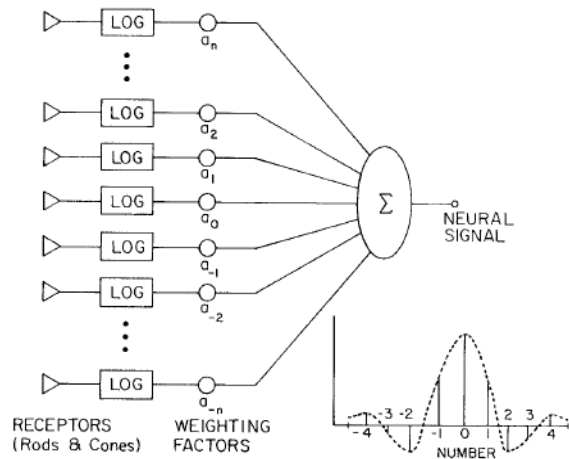 LOG
a_n
LOG
a_2
LOG
a_1
LOG
a_0
LOG
a_-1
LOG
a_-2
LOG
a_-n
Σ
NEURAL
SIGNAL
RECEPTORS
(Rods & Cones)
WEIGHTING
FACTORS
-4 -3 -2 -1 0 1 2 3 4
NUMBER